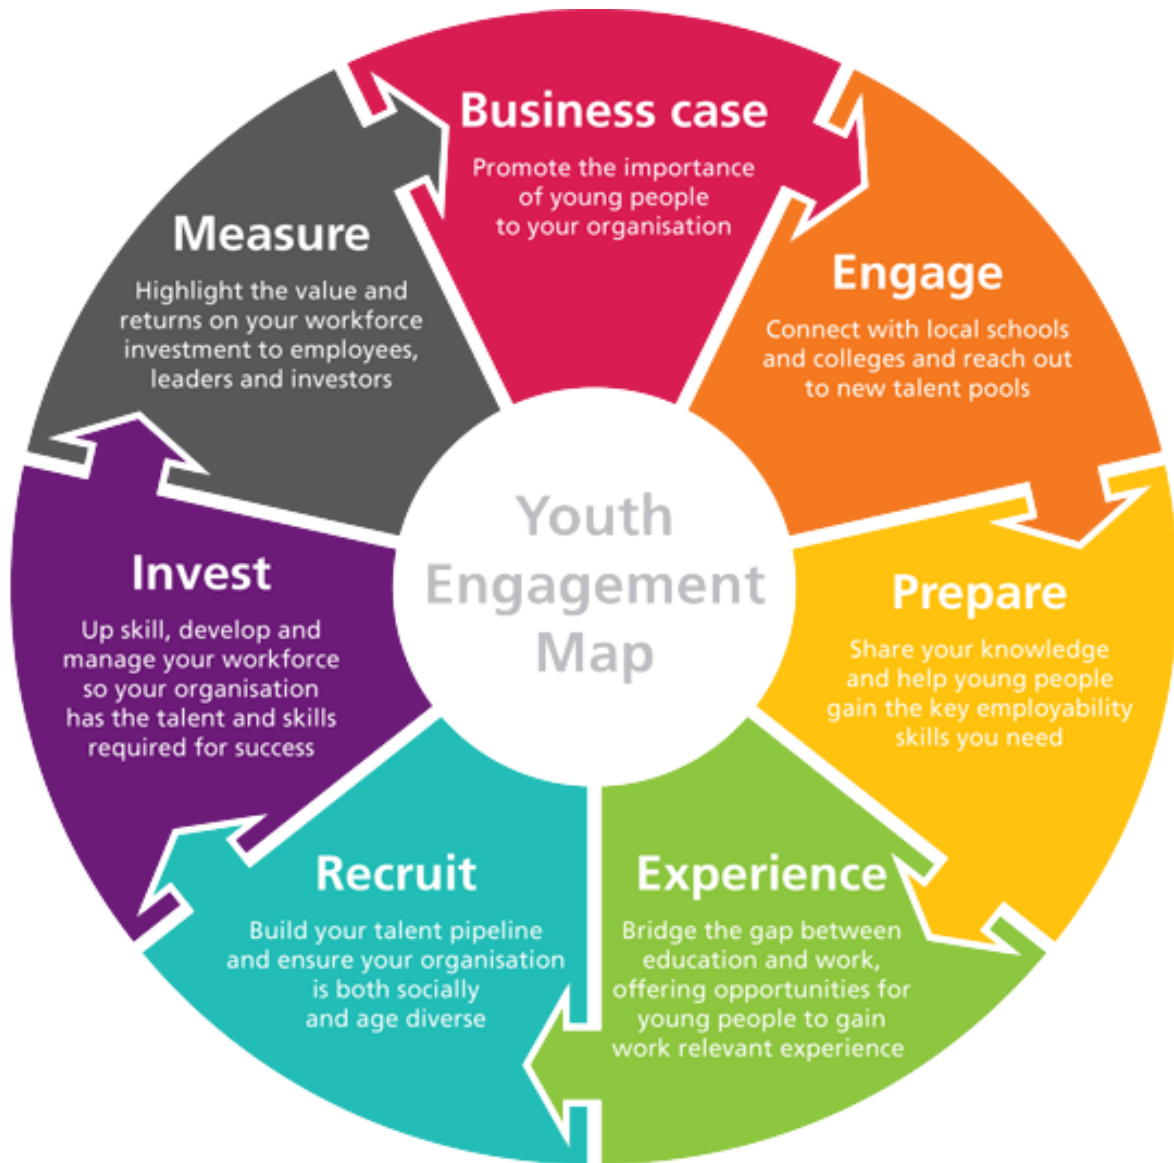 Business case
Promote the importance
of young people
to your organisation
Engage
Connect with local schools
and colleges and reach out
to new talent pools
Prepare
Share your knowledge
and help young people
gain the key employability
skills you need
Experience
Bridge the gap between
education and work,
offering opportunities for
young people to gain
work relevant experience
Recruit
Build your talent pipeline
and ensure your organisation
is both socially
and age diverse
Invest
Up skill, develop and
manage your workforce
so your organisation
has the talent and skills
required for success
Measure
Highlight the value and
returns on your workforce
investment to employees,
leaders and investors
Youth
Engagement
Map